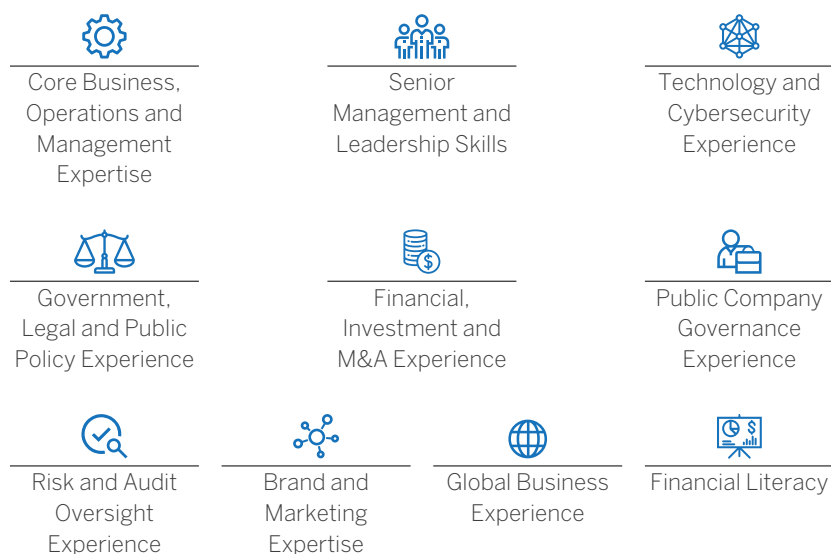 Core Business,
Operations and
Management
Expertise
Senior
Management and
Leadership Skills
Technology and
Cybersecurity
Experience
Government,
Legal and Public
Policy Experience
Financial,
Investment and
M&A Experience
Public Company
Governance
Experience
Risk and Audit
Oversight
Experience
Brand and
Marketing
Expertise
Global Business
Experience
Financial Literacy